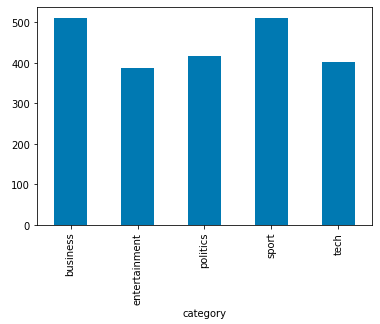 500
400
300
200
100
0
business
entertainment
politics
sport
tech
category